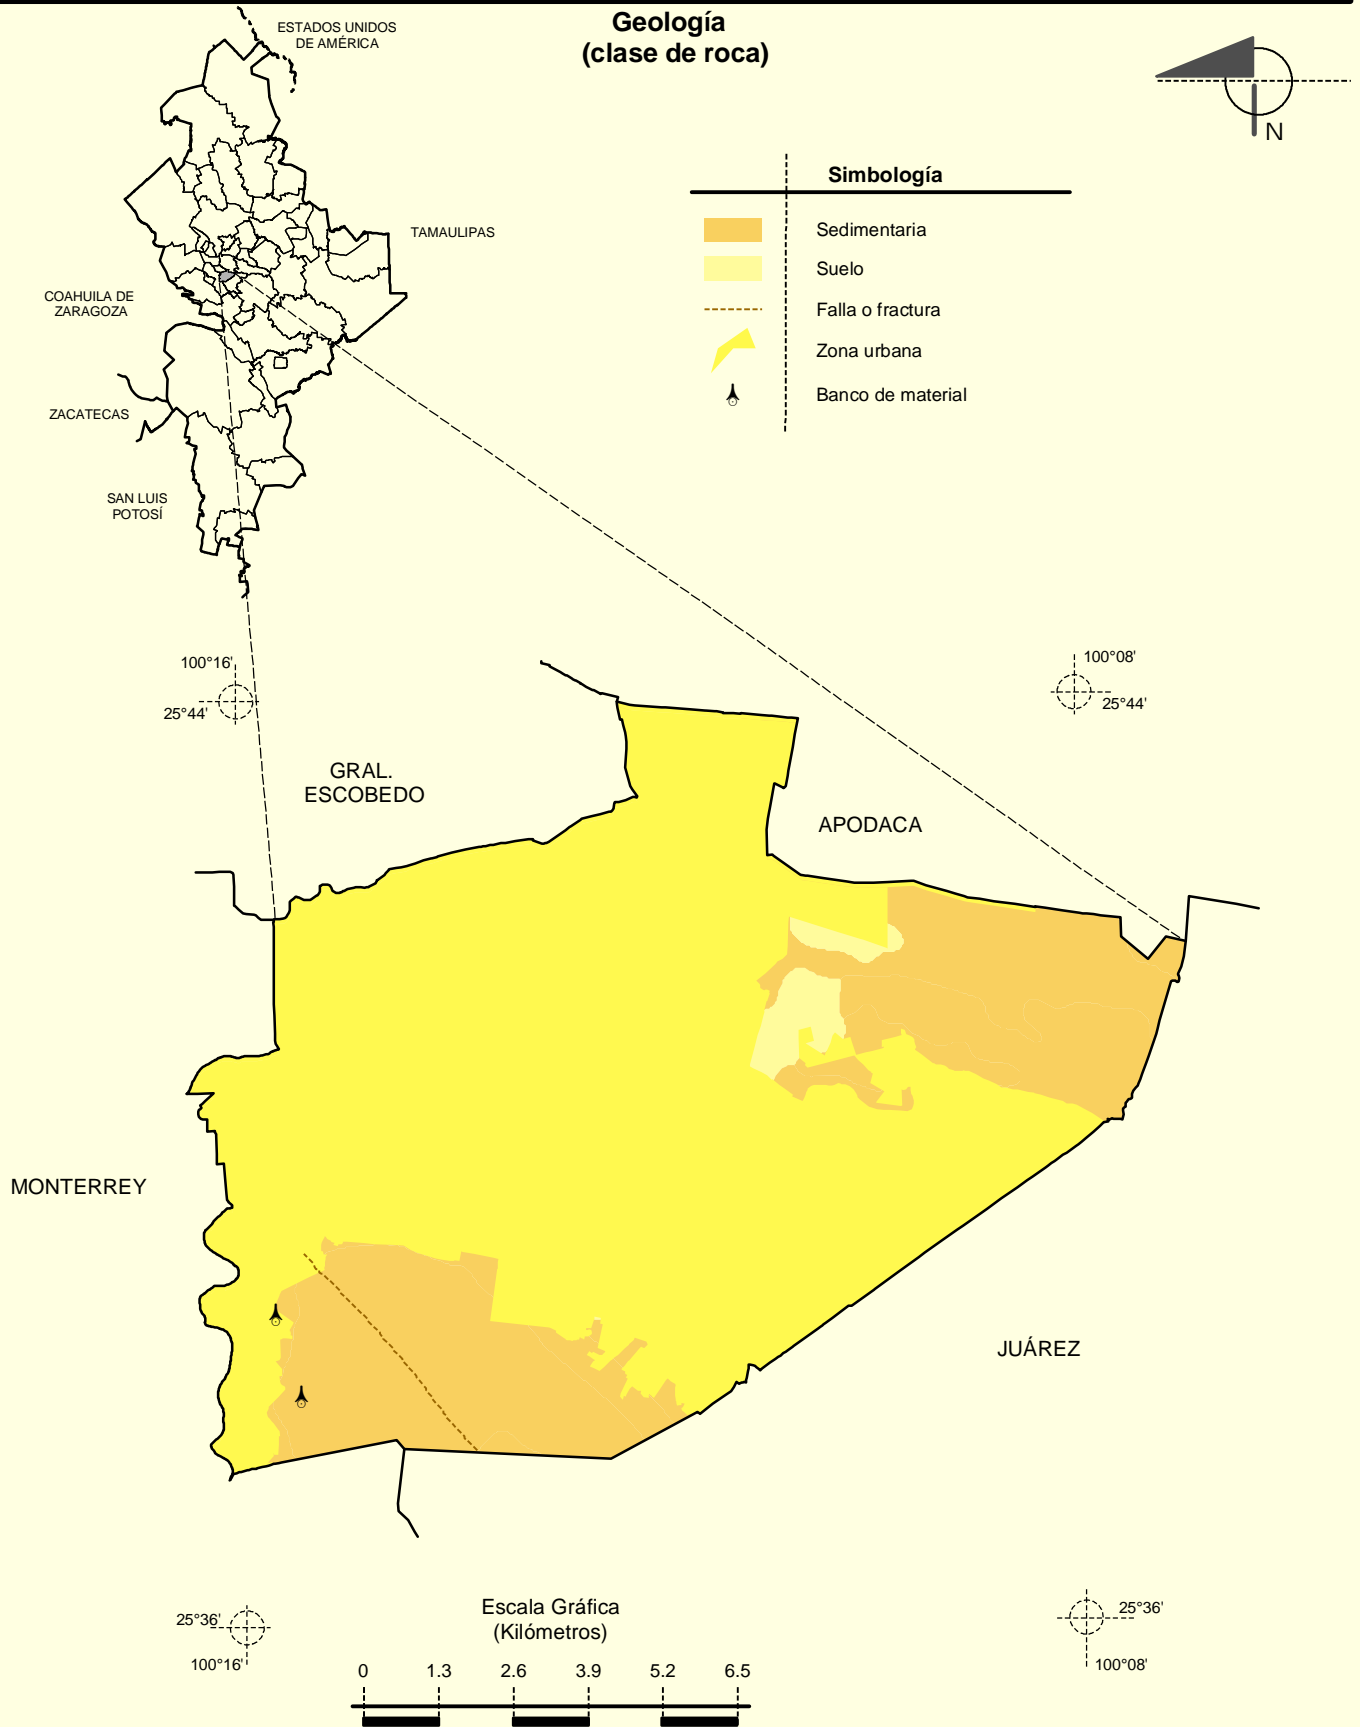 Geología
(clase de roca)
ESTADOS UNIDOS
DE AMÉRICA
N
Simbología
Sedimentaria
Suelo
Falla o fractura
Zona urbana
Banco de material
TAMAULIPAS
COAHUILA DE
ZARAGOZA
ZACATECAS
SAN LUIS
POTOSÍ
100°16'
25°44'
100°08'
25°44'
GRAL.
ESCOBEDO
APODACA
MONTERREY
JUÁREZ
25°36'
100°16'
25°36'
100°08'
Escala Gráfica
(Kilómetros)
0 1.3 2.6 3.9 5.2 6.5